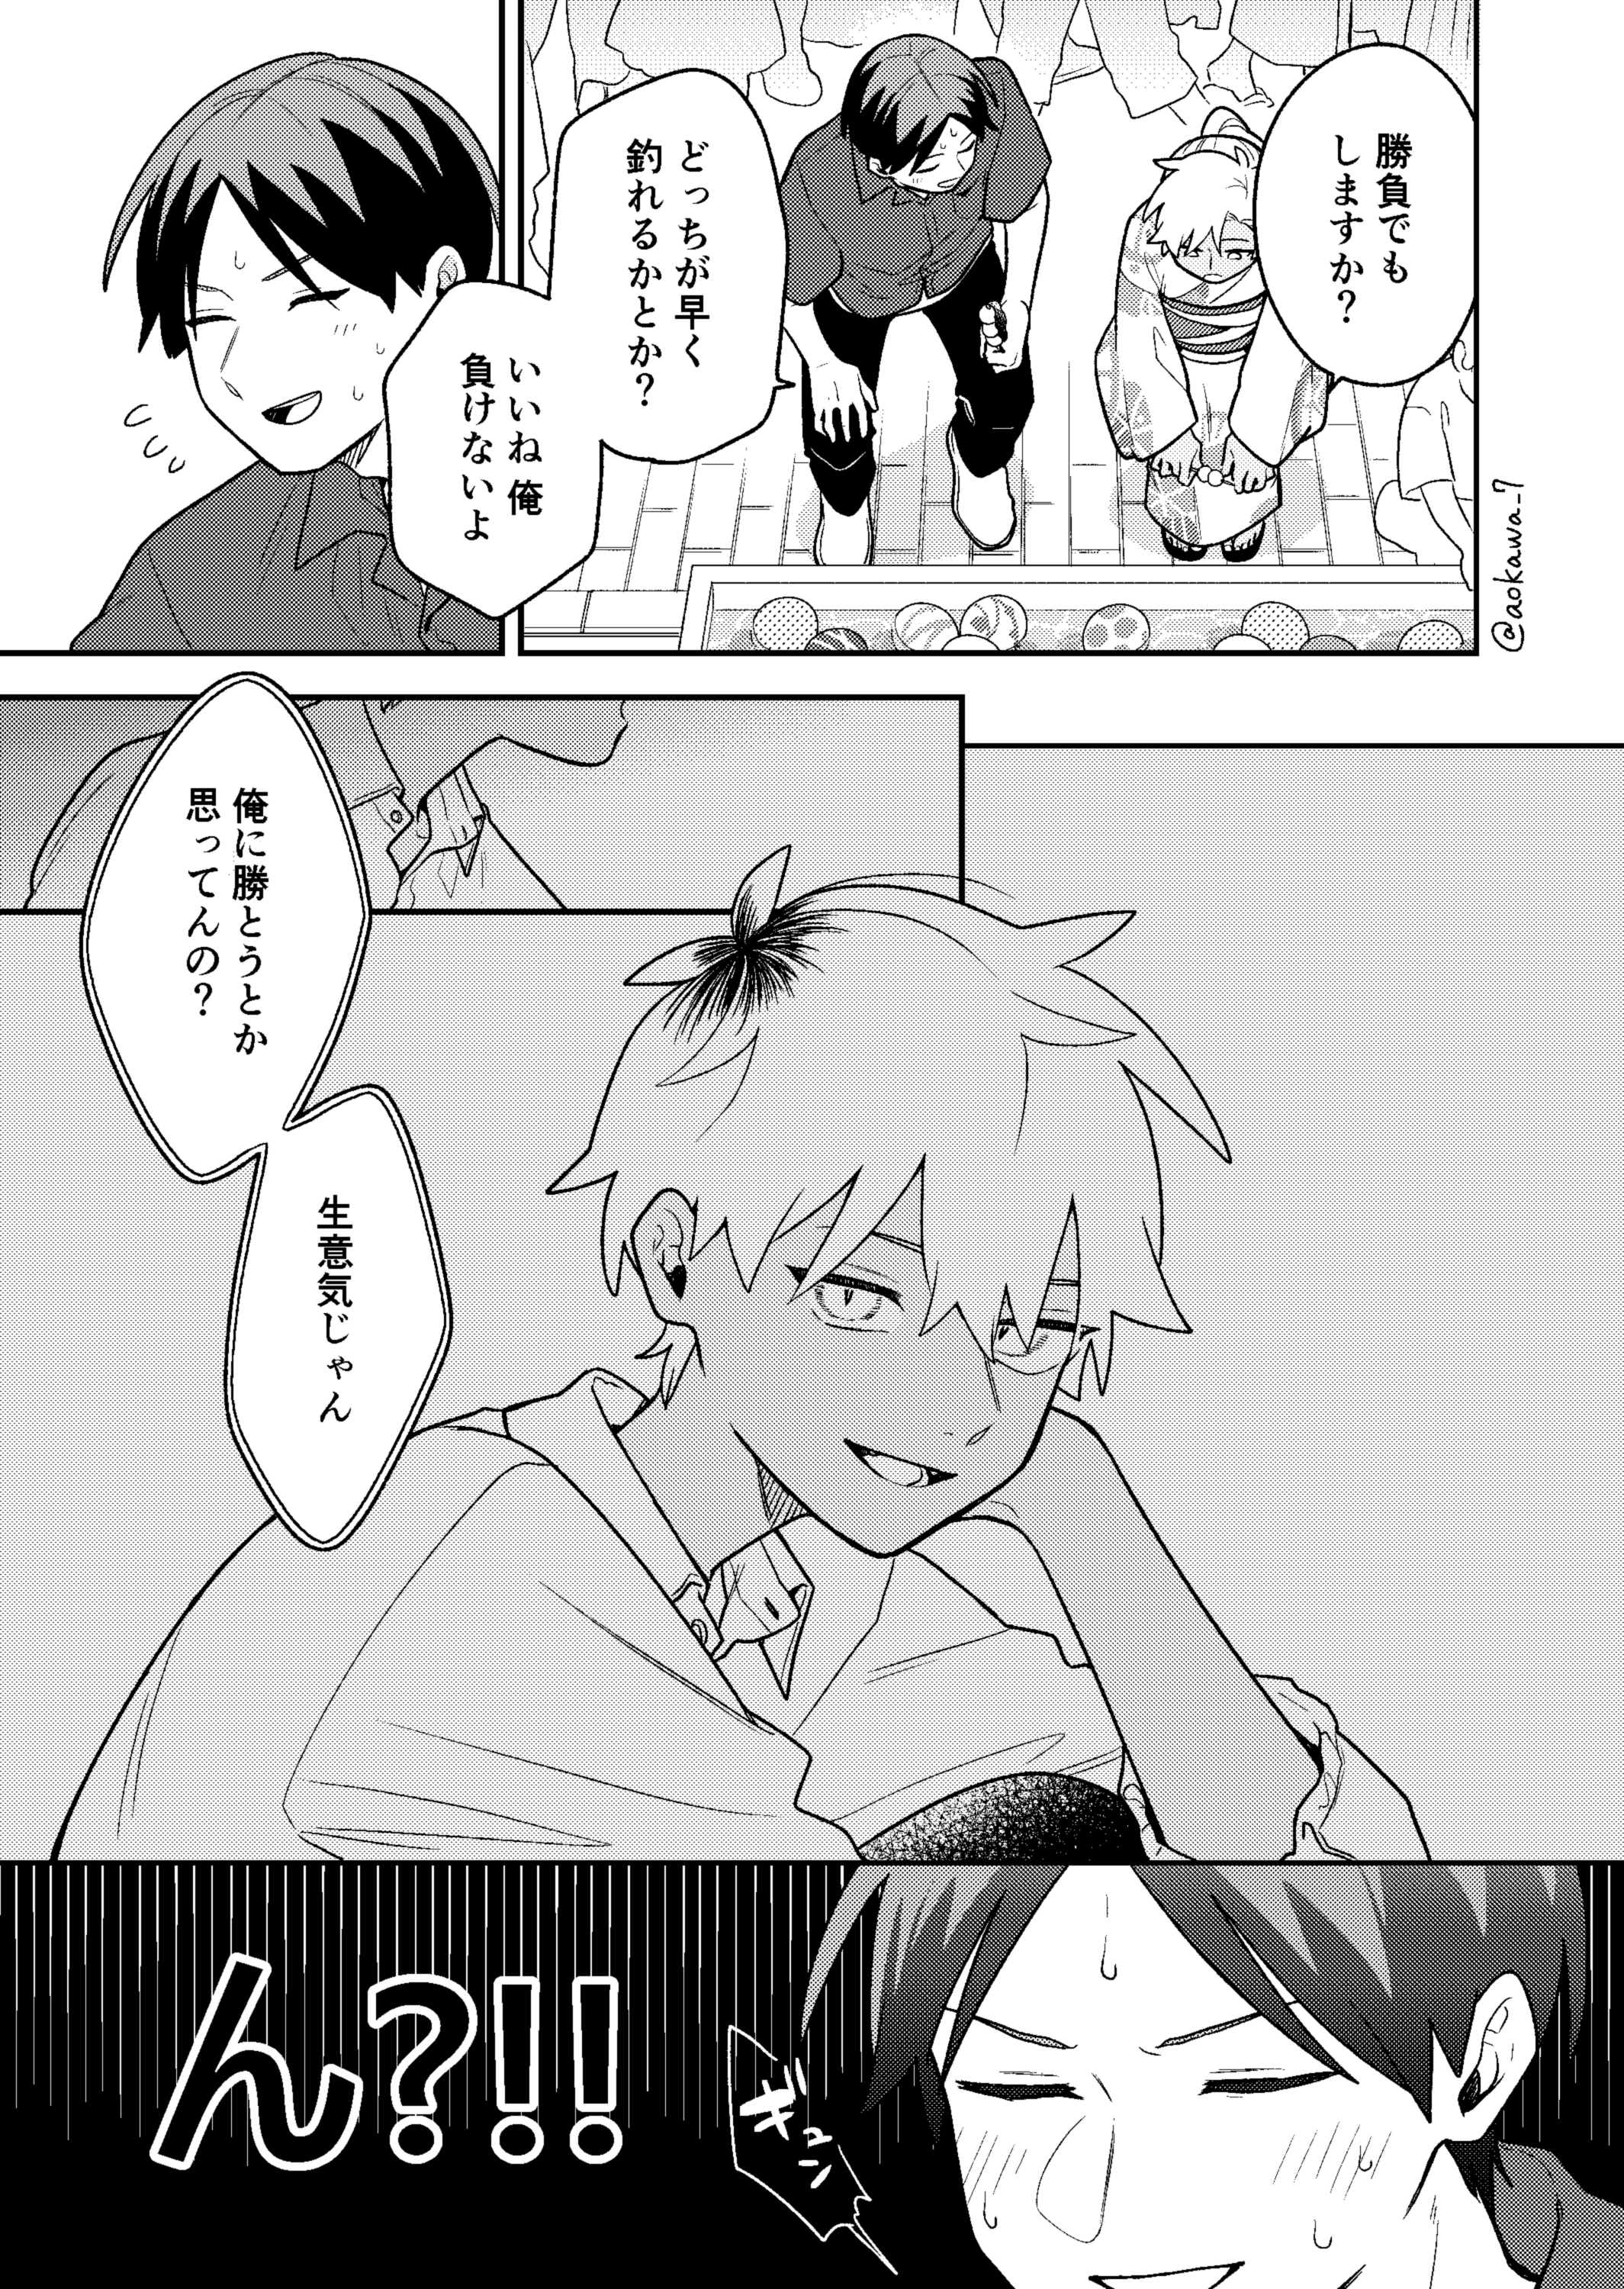 勝負でも
しますか?
どっちが早く
釣れるかとか?
いいね 俺
負けないよ
@aokawa_7
俺に勝とうとか
思ってんの?
生意気じゃん
ん?!!
ギュン